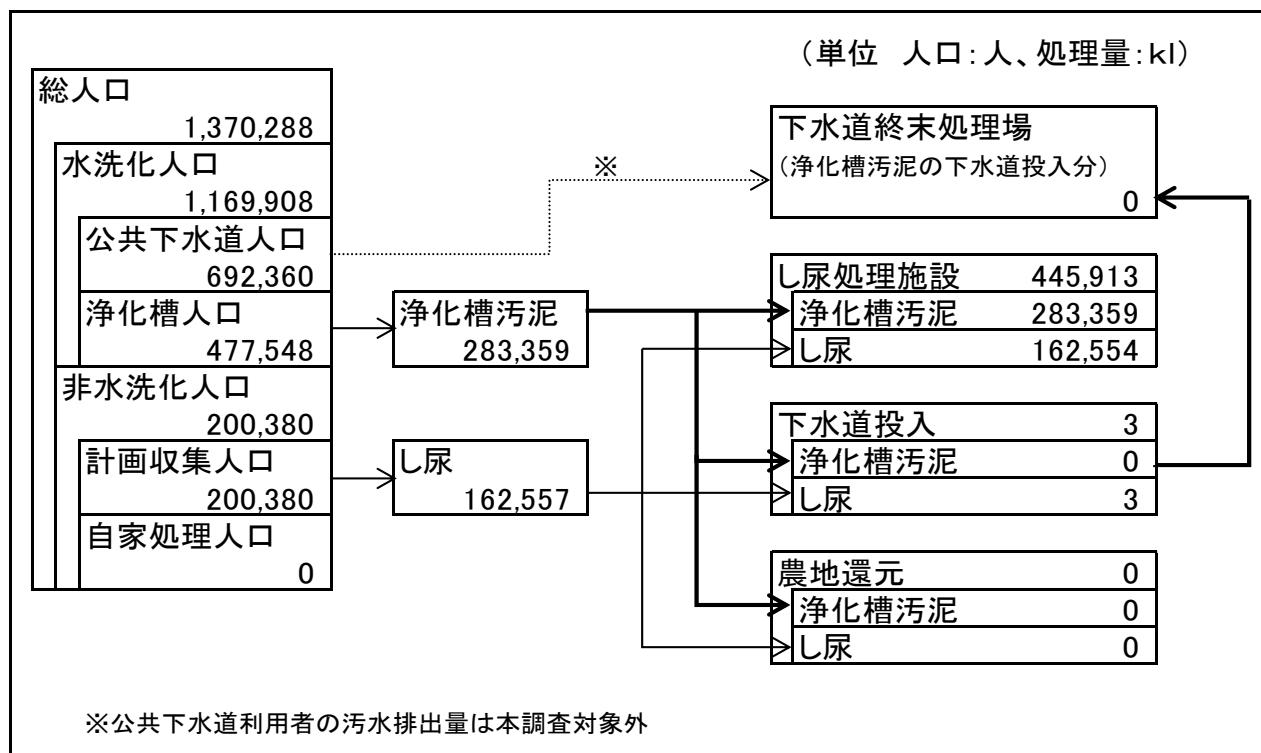 （単位　人口：人、処理量：kl）
総人口
1,370,288
水洗化人口
1,169,908
公共下水道人口
692,360
浄化槽人口
477,548
非水洗化人口
200,380
計画収集人口
200,380
自家処理人口
0
浄化槽汚泥
283,359
し尿
162,557
※
下水道終末処理場
（浄化槽汚泥の下水道投入分）
0
し尿処理施設 445,913
浄化槽汚泥 283,359
し尿 162,554
下水道投入 3
浄化槽汚泥 0
し尿 3
農地還元 0
浄化槽汚泥 0
し尿 0
※公共下水道利用者の汚水排出量は本調査対象外